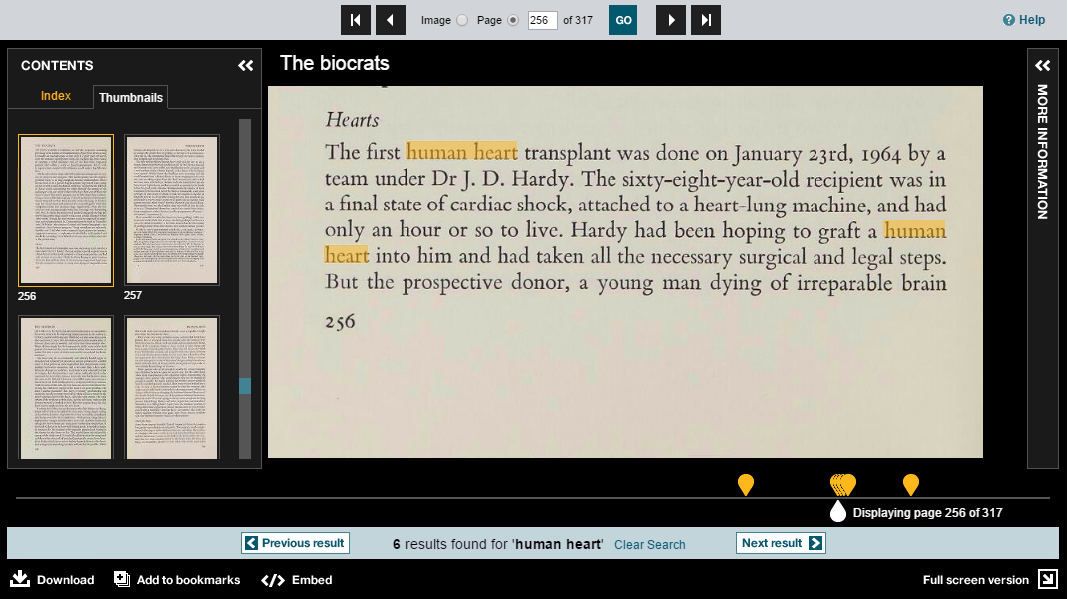 Image Page 256 of 317 GO Help
CONTENTS
Index Thumbnails
256 257
The biocrats
Hearts
The first human heart transplant was done on January 23rd, 1964 by a
team under Dr J. D. Hardy. The sixty-eight-year-old recipient was in
a final state of cardiac shock, attached to a heart-lung machine, and had
only an hour or so to live. Hardy had been hoping to graft a human
heart into him and had taken all the necessary surgical and legal steps.
But the prospective donor, a young man dying of irreparable brain
256
MORE INFORMATION
Displaying page 256 of 317
Previous result 6 results found for 'human heart' Clear Search Next result
Download Add to bookmarks Embed Full screen version